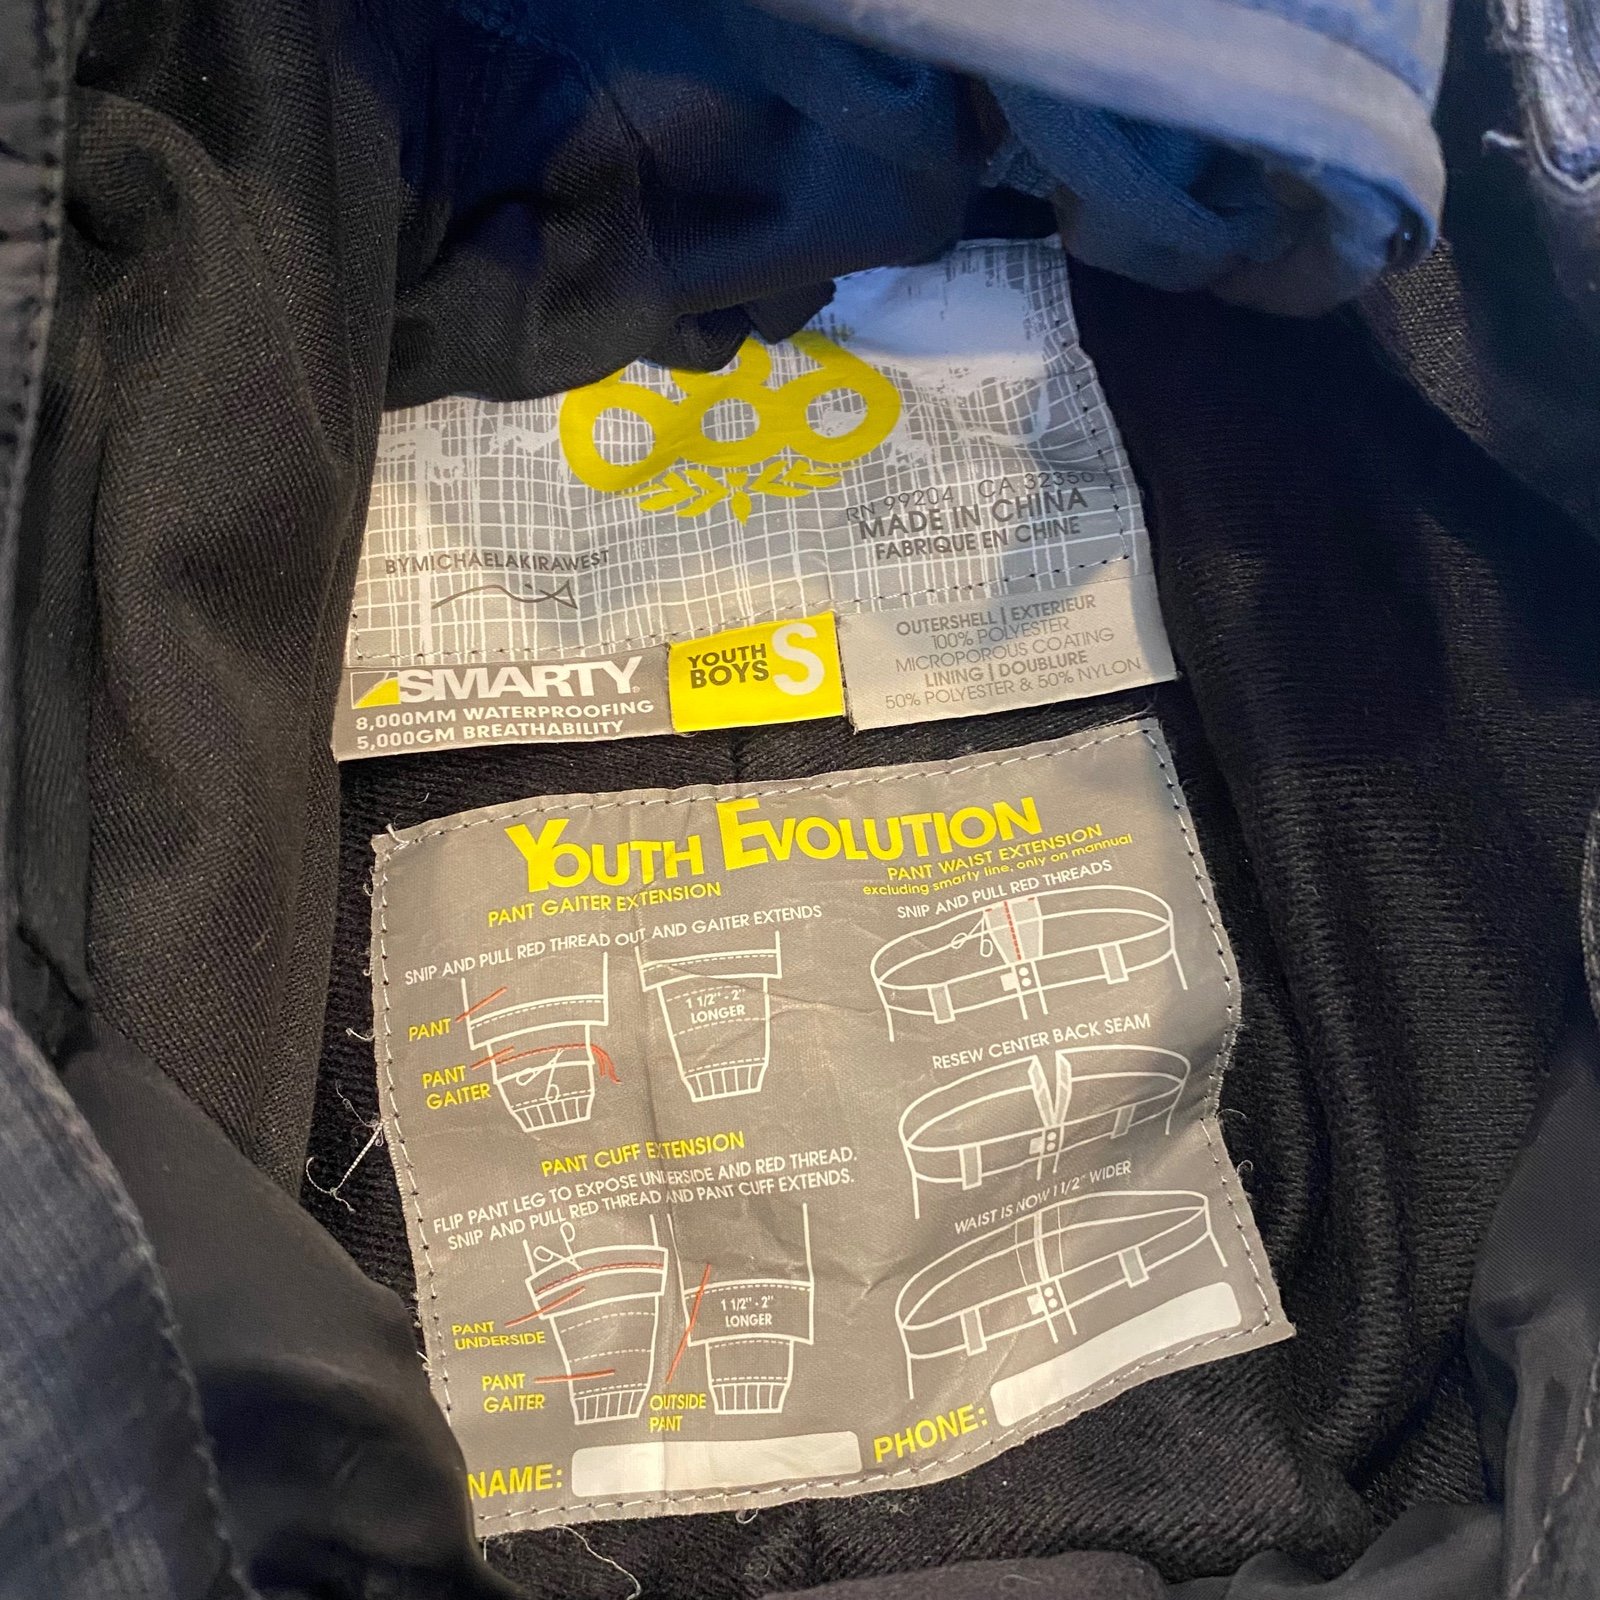 686
RN 99204 CA 32356
MADE IN CHINA
FABRIQUE EN CHINE
BYMICHAELAKIRAWEST
SMARTY®
8,000MM WATERPROOFING
5,000GM BREATHABILITY
YOUTH
BOYS
S
OUTERSHELL | EXTERIEUR
100% POLYESTER
MICROPOROUS COATING
LINING | DOUBLURE
50% POLYESTER & 50% NYLON
YOUTH EVOLUTION
PANT GAITER EXTENSION
SNIP AND PULL RED THREAD OUT AND GAITER EXTENDS
PANT
PANT
GAITER
1 1/2" - 2"
LONGER
PANT CUFF EXTENSION
FLIP PANT LEG TO EXPOSE UNDERSIDE AND RED THREAD.
SNIP AND PULL RED THREAD AND PANT CUFF EXTENDS.
PANT
UNDERSIDE
PANT
GAITER
1 1/2" - 2"
LONGER
OUTSIDE
PANT
PANT WAIST EXTENSION
excluding smarty line, only on mannual
SNIP AND PULL RED THREADS
RESEW CENTER BACK SEAM
WAIST IS NOW 1 1/2" WIDER
NAME:
PHONE: